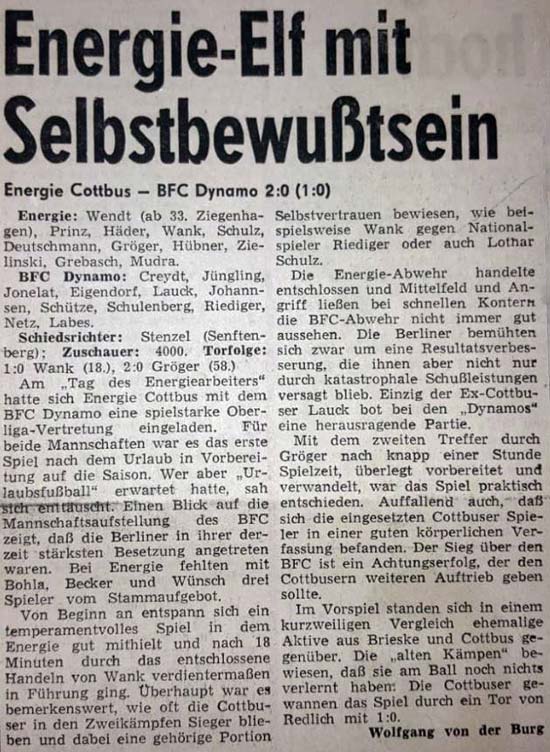 Energie-Elf mit
Selbstbewußtsein
Energie Cottbus — BFC Dynamo 2:0 (1:0)
Energie: Wendt (ab 33. Ziegenha-
gen), Prinz, Häder, Wank, Schulz,
Deutschmann, Gröger, Hübner, Zie-
linski, Grebasch, Mudra.
BFC Dynamo: Creydt, Jüngling,
Jonelat, Eigendorf, Lauck, Johann-
sen, Schütze, Schulenberg, Riediger,
Netz, Labes.
Schiedsrichter: Stenzel (Senften-
berg); Zuschauer: 4000. Torfolge:
1:0 Wank (18.), 2:0 Gröger (58.)
Am „Tag des Energiearbeiters"
hatte sich Energie Cottbus mit dem
BFC Dynamo eine spielstarke Ober-
liga-Vertretung eingeladen. Für
beide Mannschaften war es das erste
Spiel nach dem Urlaub in Vorberei-
tung auf die Saison. Wer aber „Ur-
laubsfußball" erwartet hatte, sah
sich enttäuscht. Einen Blick auf die
Mannschaftsaufstellung des BFC
zeigt, daß die Berliner in ihrer der-
zeit stärksten Besetzung angetreten
waren. Bei Energie fehlten mit
Bohla, Becker und Wünsch drei
Spieler vom Stammaufgebot.
Von Beginn an entspann sich ein
temperamentvolles Spiel in dem
Energie gut mithielt und nach 18
Minuten durch das entschlossene
Handeln von Wank verdientermaßen
in Führung ging. Überhaupt war es
bemerkenswert, wie oft die Cottbu-
ser in den Zweikämpfen Sieger blie-
ben und dabei eine gehörige Portion
Selbstvertrauen bewiesen, wie bei-
spielsweise Wank gegen National-
spieler Riediger oder auch Lothar
Schulz.
Die Energie-Abwehr handelte
entschlossen und Mittelfeld und An-
griff ließen bei schnellen Kontern
die BFC-Abwehr nicht immer gut
aussehen. Die Berliner bemühten
sich zwar um eine Resultatsverbes-
serung, die ihnen aber nicht nur
durch katastrophale Schußleistungen
versagt blieb. Einzig der Ex-Cottbu-
ser Lauck bot bei den „Dynamos"
eine herausragende Partie.
Mit dem zweiten Treffer durch
Gröger nach knapp einer Stunde
Spielzeit, überlegt vorbereitet und
verwandelt, war das Spiel praktisch
entschieden. Auffallend auch, daß
sich die eingesetzten Cottbuser Spie-
ler in einer guten körperlichen Ver-
fassung befanden. Der Sieg über den
BFC ist ein Achtungserfolg, der den
Cottbusern weiteren Auftrieb geben
sollte.
Im Vorspiel standen sich in einem
kurzweiligen Vergleich ehemalige
Aktive aus Brieske und Cottbus ge-
genüber. Die „alten Kämpen" be-
wiesen, daß sie am Ball noch nichts
verlernt haben: Die Cottbuser ge-
wannen das Spiel durch ein Tor von
Redlich mit 1:0.
Wolfgang von der Burg